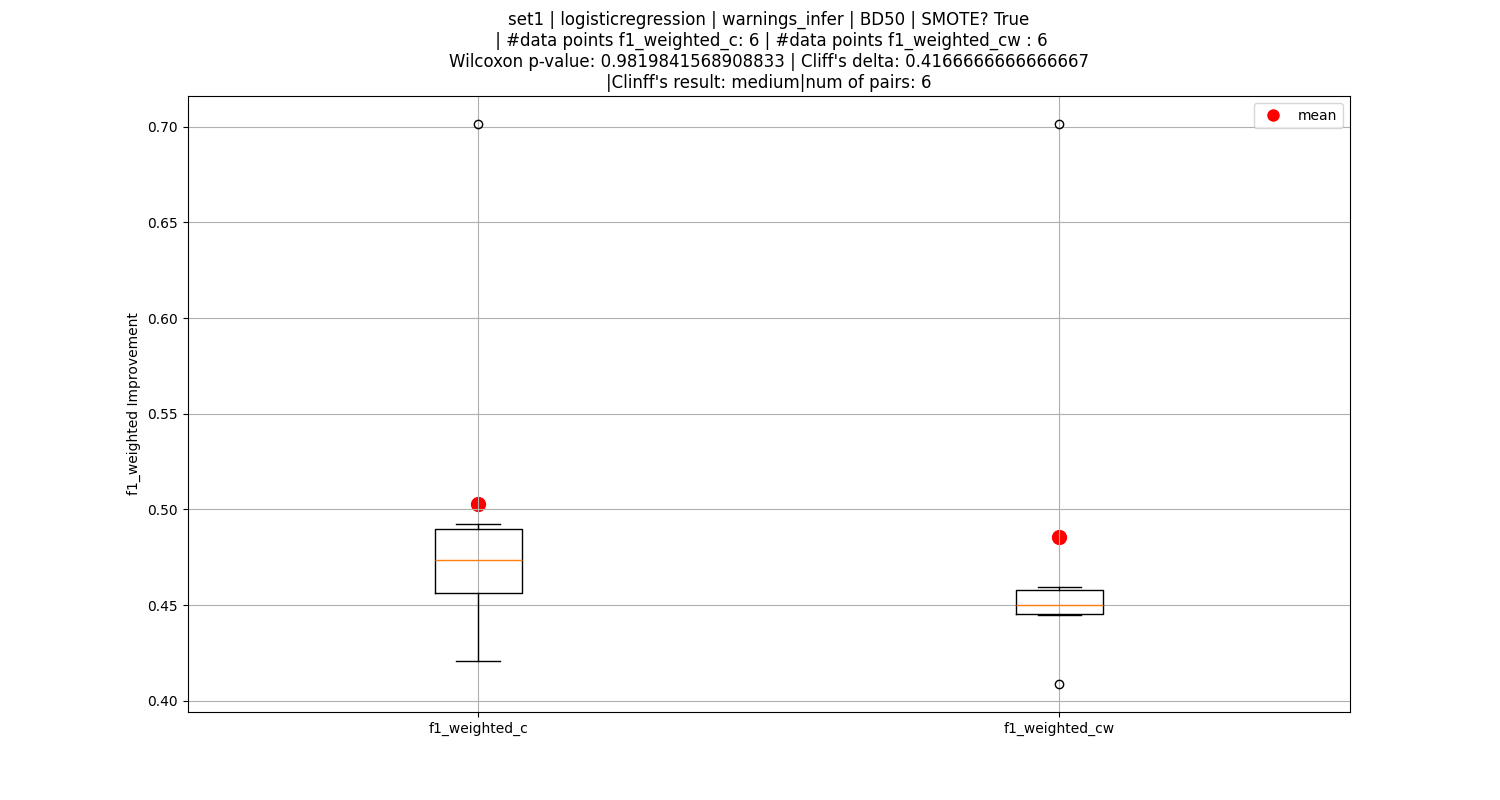 set1 | logisticregression | warnings_infer | BD50 | SMOTE? True
| #data points f1_weighted_c: 6 | #data points f1_weighted_cw : 6
Wilcoxon p-value: 0.9819841568908833 | Cliff's delta: 0.4166666666666667
|Clinff's result: medium|num of pairs: 6
mean
f1_weighted Improvement
0.70
0.65
0.60
0.55
0.50
0.45
0.40
f1_weighted_c
f1_weighted_cw